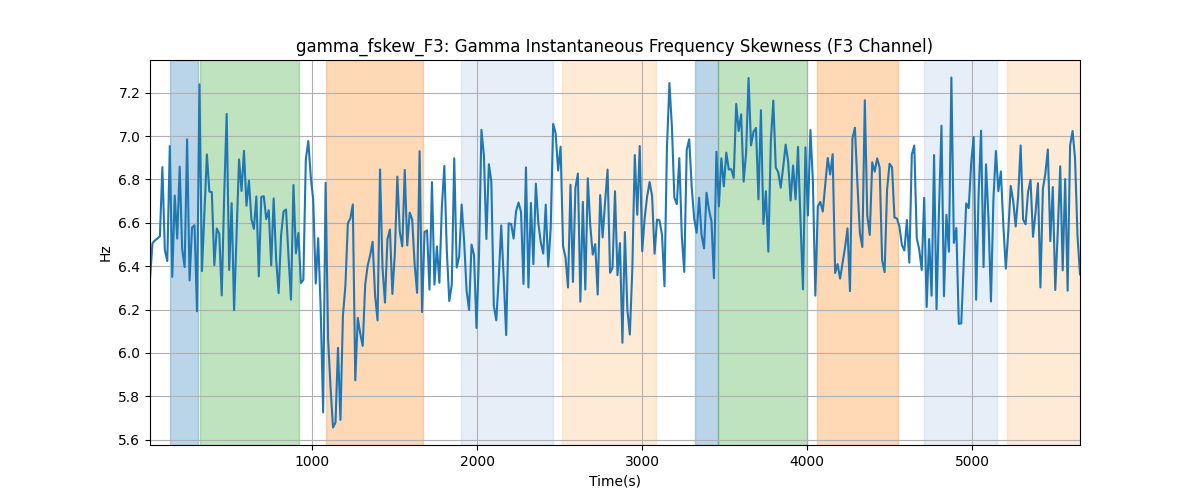 gamma_fskew_F3: Gamma Instantaneous Frequency Skewness (F3 Channel)
Hz
7.2
7.0
6.8
6.6
6.4
6.2
6.0
5.8
5.6
1000 2000 3000 4000 5000
Time(s)